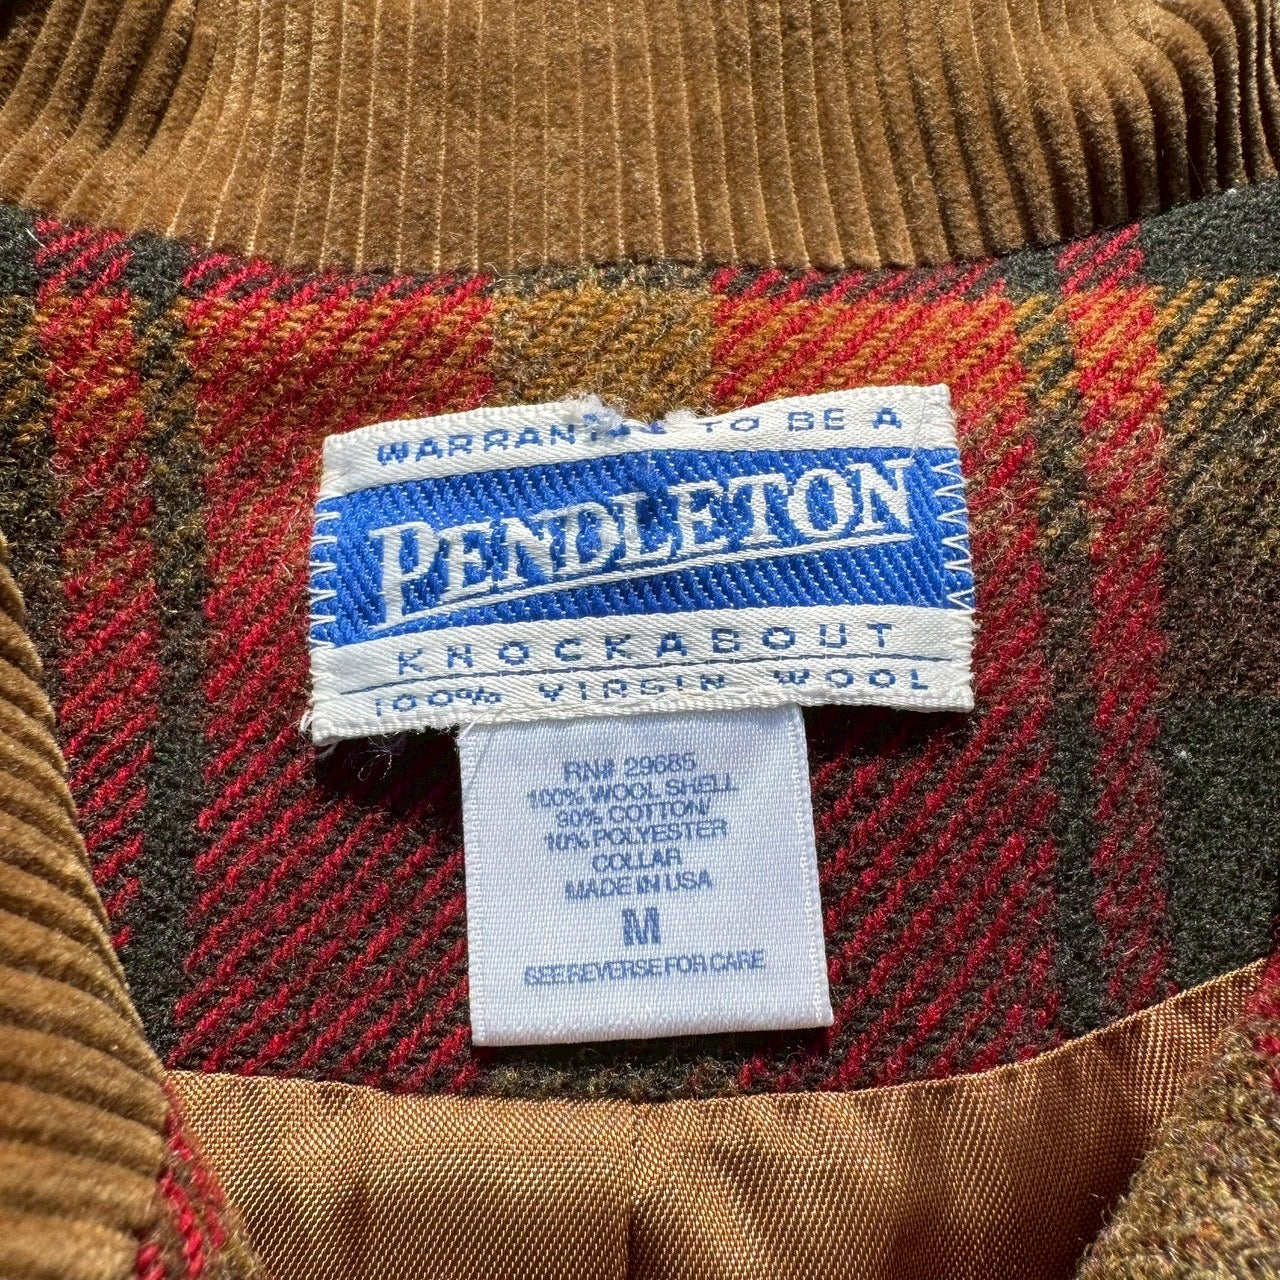 WARRANTED TO BE A
PENDLETON
KNOCKABOUT
100% VIRGIN WOOL
RN# 29685
100% WOOL SHELL
90% COTTON/
10% POLYESTER
COLLAR
MADE IN USA
M
SEE REVERSE FOR CARE